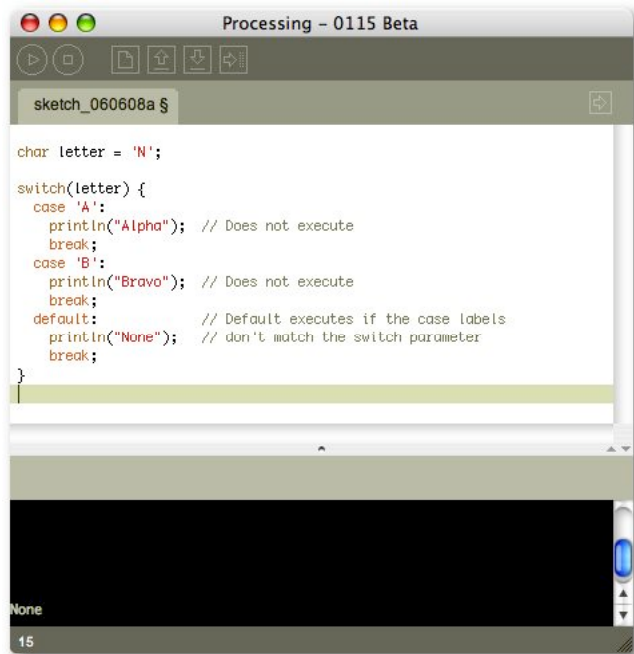 Processing – 0115 Beta
sketch_060608a §
char letter = 'N';
switch(letter) {
  case 'A':
    println("Alpha");  // Does not execute
    break;
  case 'B':
    println("Bravo");  // Does not execute
    break;
  default:             // Default executes if the case labels
    println("None");   // don't match the switch parameter
    break;
}
None
15